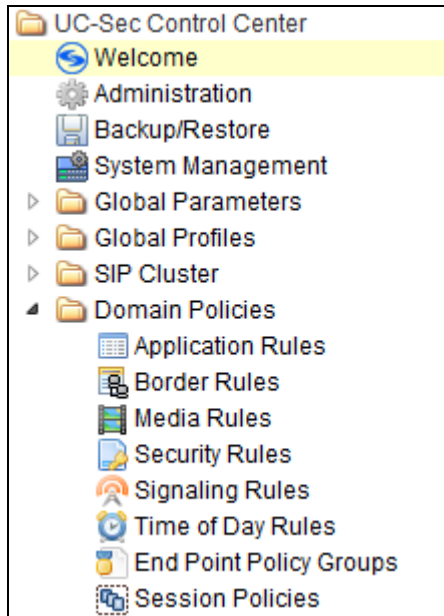 UC-Sec Control Center
Welcome
Administration
Backup/Restore
System Management
Global Parameters
Global Profiles
SIP Cluster
Domain Policies
Application Rules
Border Rules
Media Rules
Security Rules
Signaling Rules
Time of Day Rules
End Point Policy Groups
Session Policies